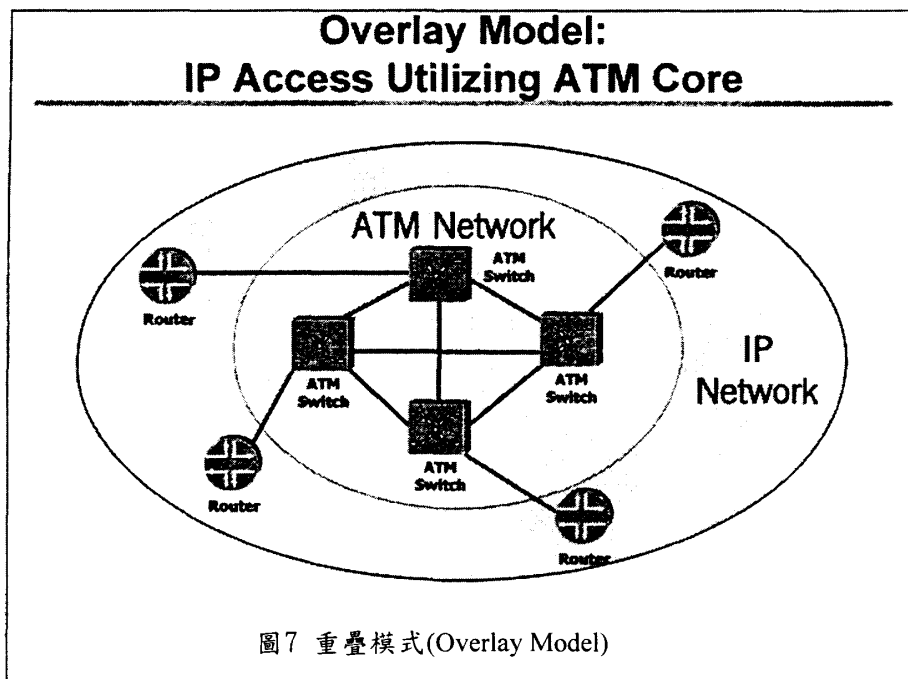 Overlay Model:
IP Access Utilizing ATM Core
ATM Network
ATM
Switch
Router
Router
ATM
Switch
ATM
Switch
IP
Network
ATM
Switch
Router
Router
圖7 重疊模式(Overlay Model)